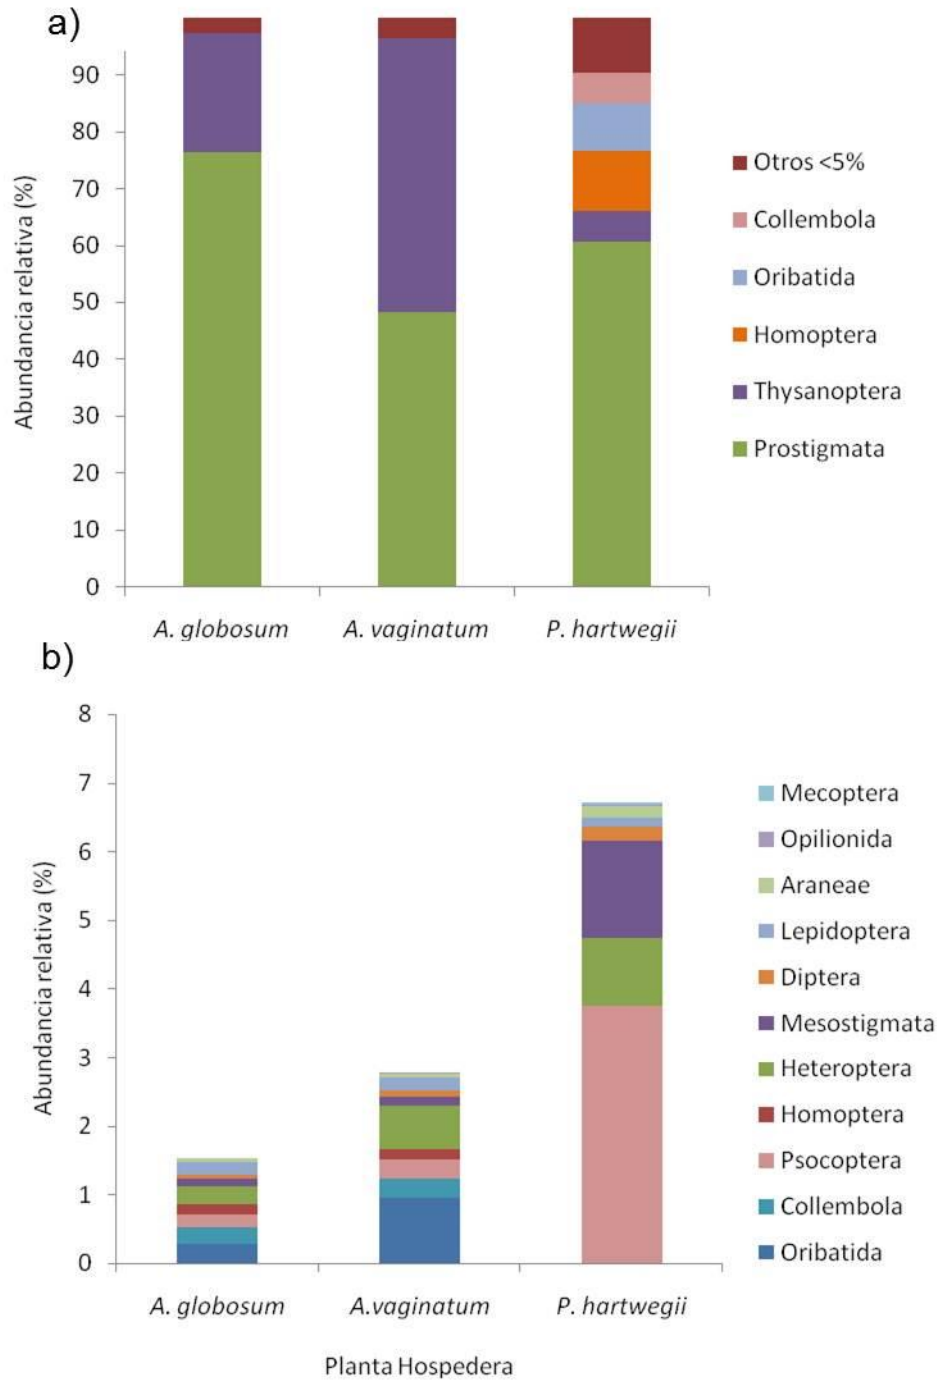 a)
90
80
70
60
50
40
30
20
10
0
Abundancia relativa (%)
A. globosum
A. vaginatum
P. hartwegii
Otros <5%
Collembola
Oribatida
Homoptera
Thysanoptera
Prostigmata
b)
8
7
6
5
4
3
2
1
0
Abundancia relativa (%)
A. globosum
A.vaginatum
P. hartwegii
Planta Hospedera
Mecoptera
Opilionida
Araneae
Lepidoptera
Diptera
Mesostigmata
Heteroptera
Homoptera
Psocoptera
Collembola
Oribatida